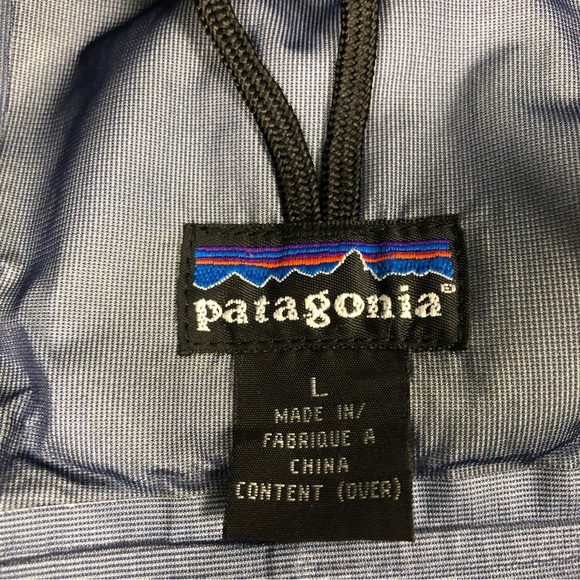 patagonia®
L
MADE IN/
FABRIQUE A
CHINA
CONTENT (OVER)